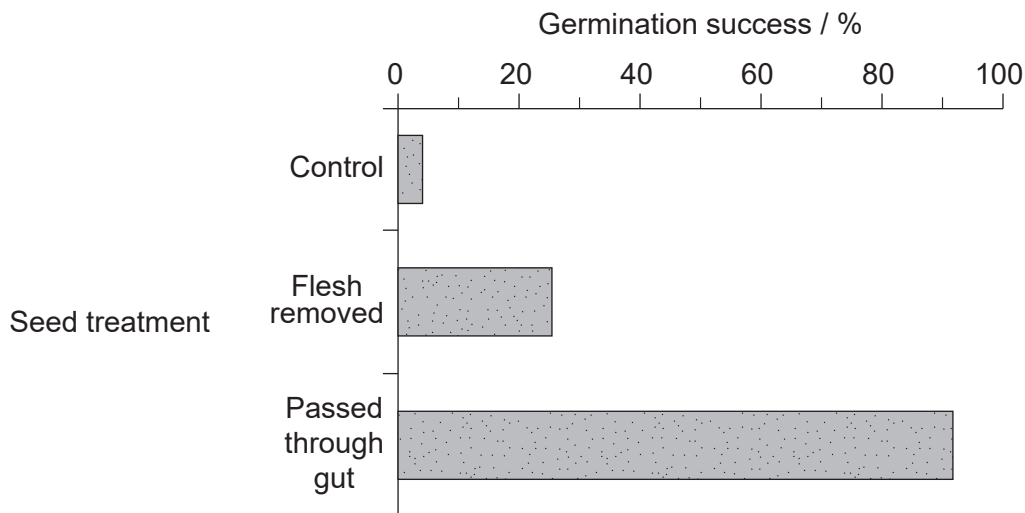 Germination success / %
0 20 40 60 80 100
Control
Flesh
removed
Seed treatment
Passed
through
gut